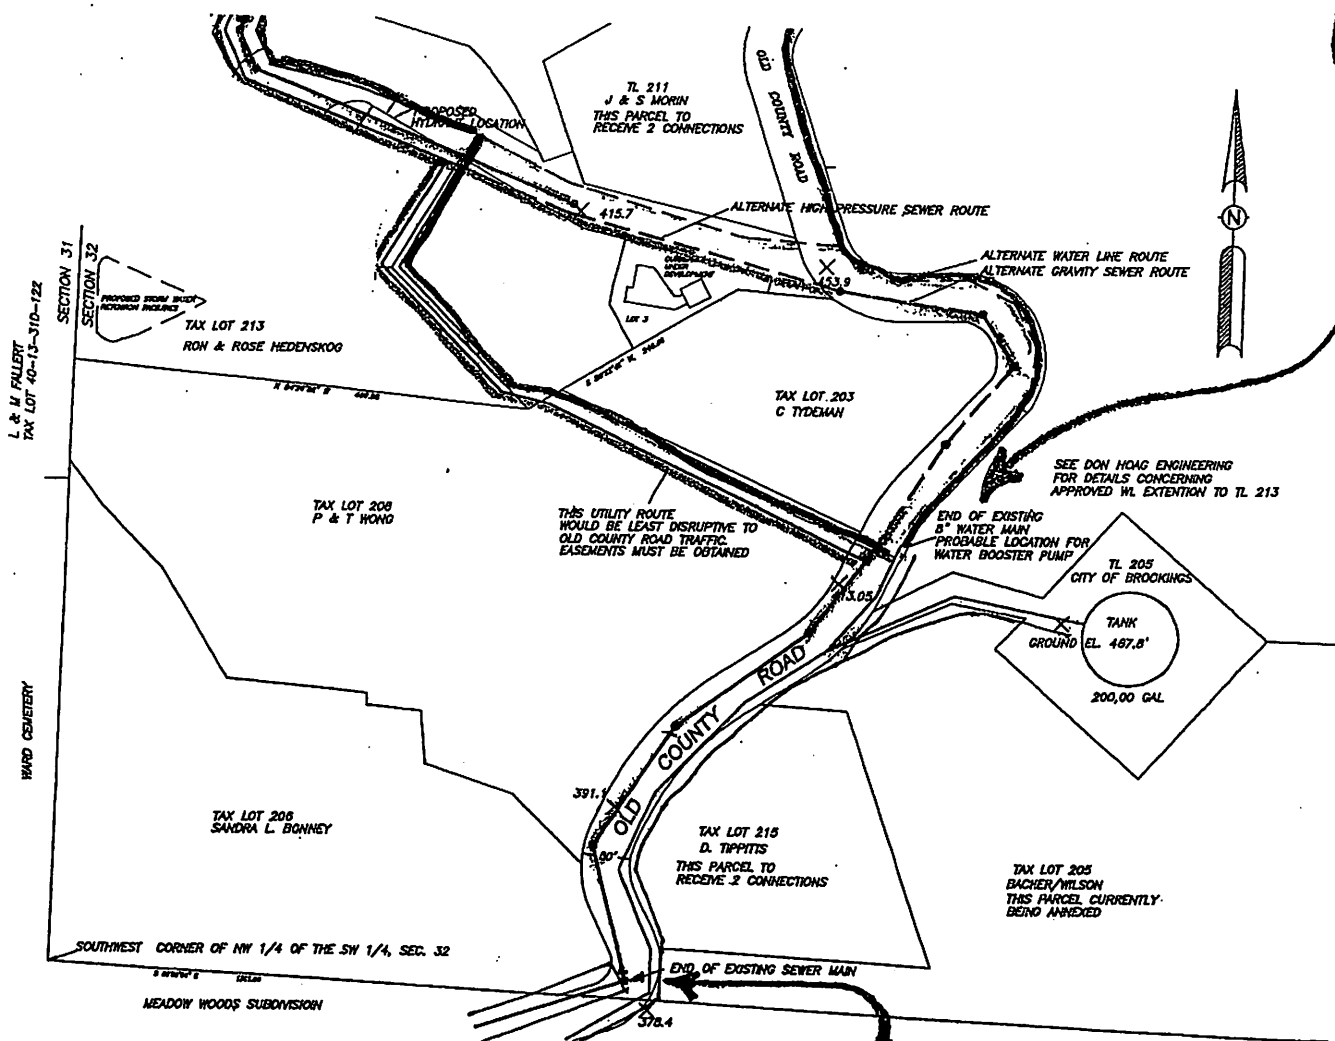 TL 211
J & S MORIN
THIS PARCEL TO
RECEIVE 2 CONNECTIONS
OLD COUNTY ROAD
PROPOSED
HYDRANT LOCATION
415.7
ALTERNATE HIGH PRESSURE SEWER ROUTE
ALTERNATE WATER LINE ROUTE
ALTERNATE GRAVITY SEWER ROUTE
453.9
N
UNDER
DEVELOPMENT
LOT 3
SECTION 31
SECTION 32
L & M FALLERT
TAX LOT 40-13-31D-122
PROPOSED STORM WATER
TAX LOT 213
RON & ROSE HEDENSKOG
TAX LOT 203
C TYDEMAN
SEE DON HOAG ENGINEERING
FOR DETAILS CONCERNING
APPROVED WL EXTENTION TO TL 213
TAX LOT 208
P & T WONG
THIS UTILITY ROUTE
WOULD BE LEAST DISRUPTIVE TO
OLD COUNTY ROAD TRAFFIC.
EASEMENTS MUST BE OBTAINED
END OF EXISTING
8" WATER MAIN
PROBABLE LOCATION FOR
WATER BOOSTER PUMP
TL 205
CITY OF BROOKINGS
TANK
GROUND EL. 467.8'
200,00 GAL
13.05
OLD COUNTY ROAD
WARD CEMETERY
391.1
TAX LOT 206
SANDRA L. BONNEY
TAX LOT 215
D. TIPPITTS
THIS PARCEL TO
RECEIVE 2 CONNECTIONS
TAX LOT 205
BACHER/WILSON
THIS PARCEL CURRENTLY
BEING ANNEXED
SOUTHWEST CORNER OF NW 1/4 OF THE SW 1/4, SEC. 32
END OF EXISTING SEWER MAIN
MEADOW WOODS SUBDIVISION
378.4